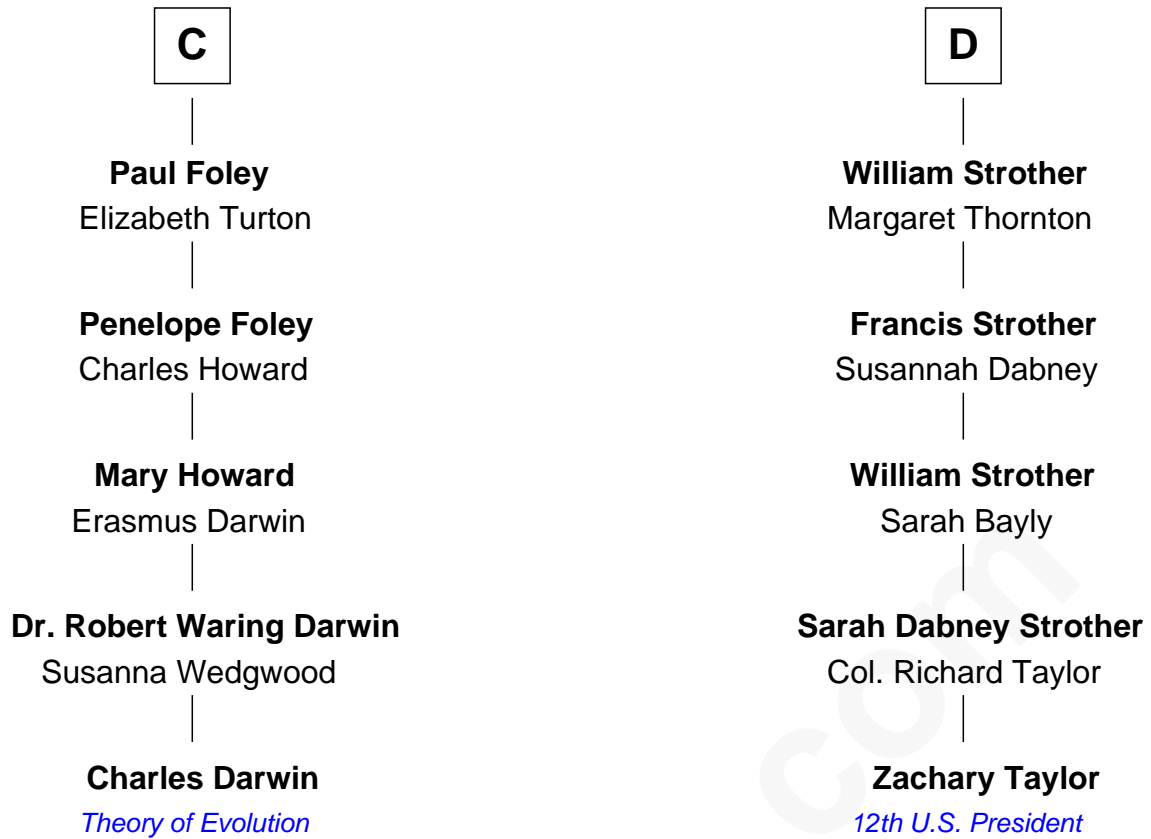 C
Paul Foley
Elizabeth Turton
Penelope Foley
Charles Howard
Mary Howard
Erasmus Darwin
Dr. Robert Waring Darwin
Susanna Wedgwood
Charles Darwin
Theory of Evolution
D
William Strother
Margaret Thornton
Francis Strother
Susannah Dabney
William Strother
Sarah Bayly
Sarah Dabney Strother
Col. Richard Taylor
Zachary Taylor
12th U.S. President
com